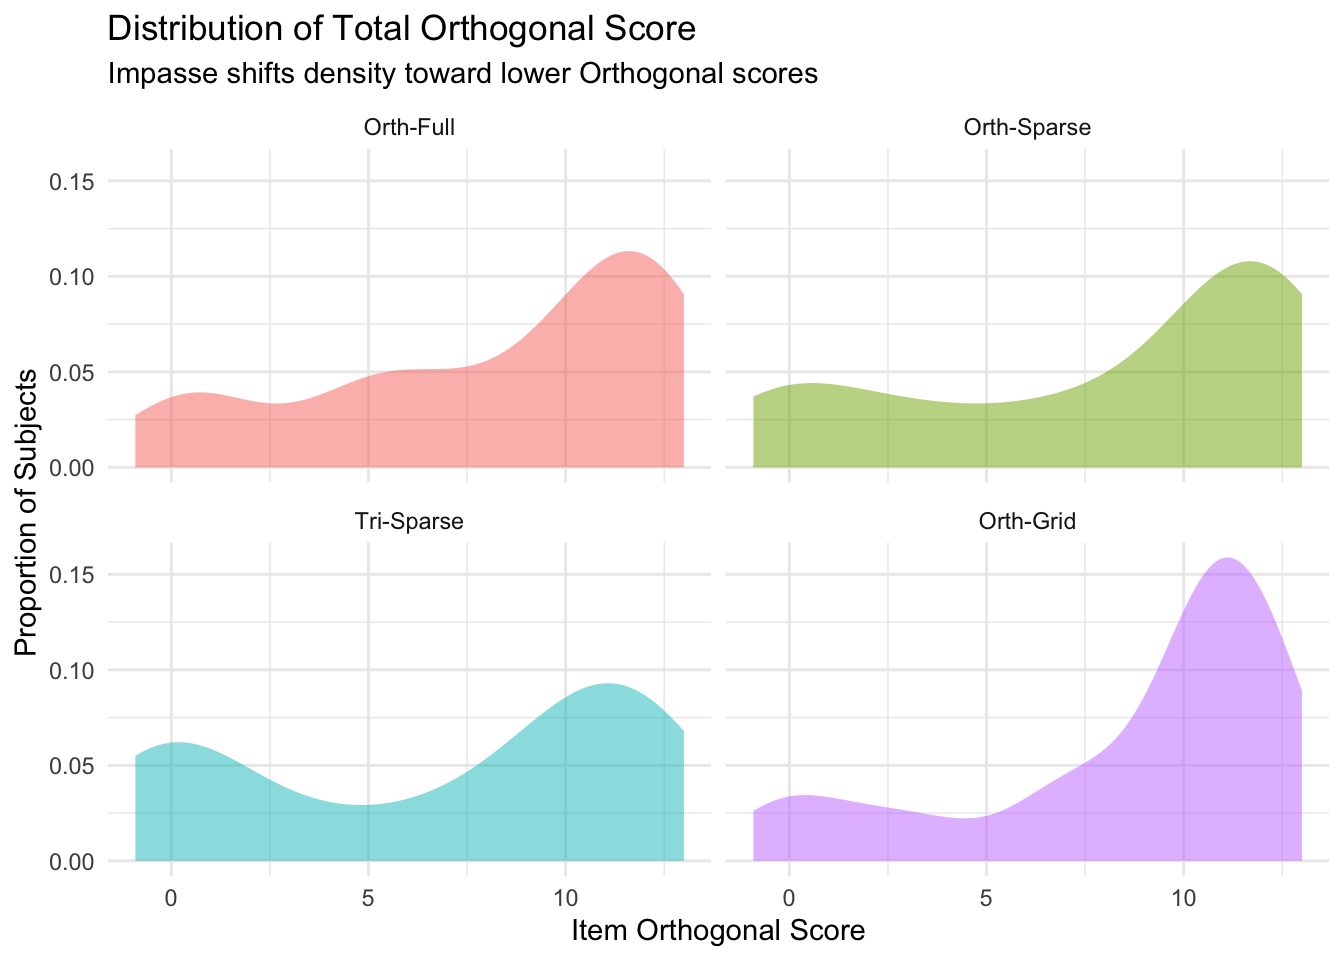 Distribution of Total Orthogonal Score
Impasse shifts density toward lower Orthogonal scores
Orth-Full
Orth-Sparse
0.15
0.10
0.05
0.00
Tri-Sparse
Orth-Grid
0.15
0.10
0.05
0.00
0
5
10
0
5
10
Item Orthogonal Score
Proportion of Subjects